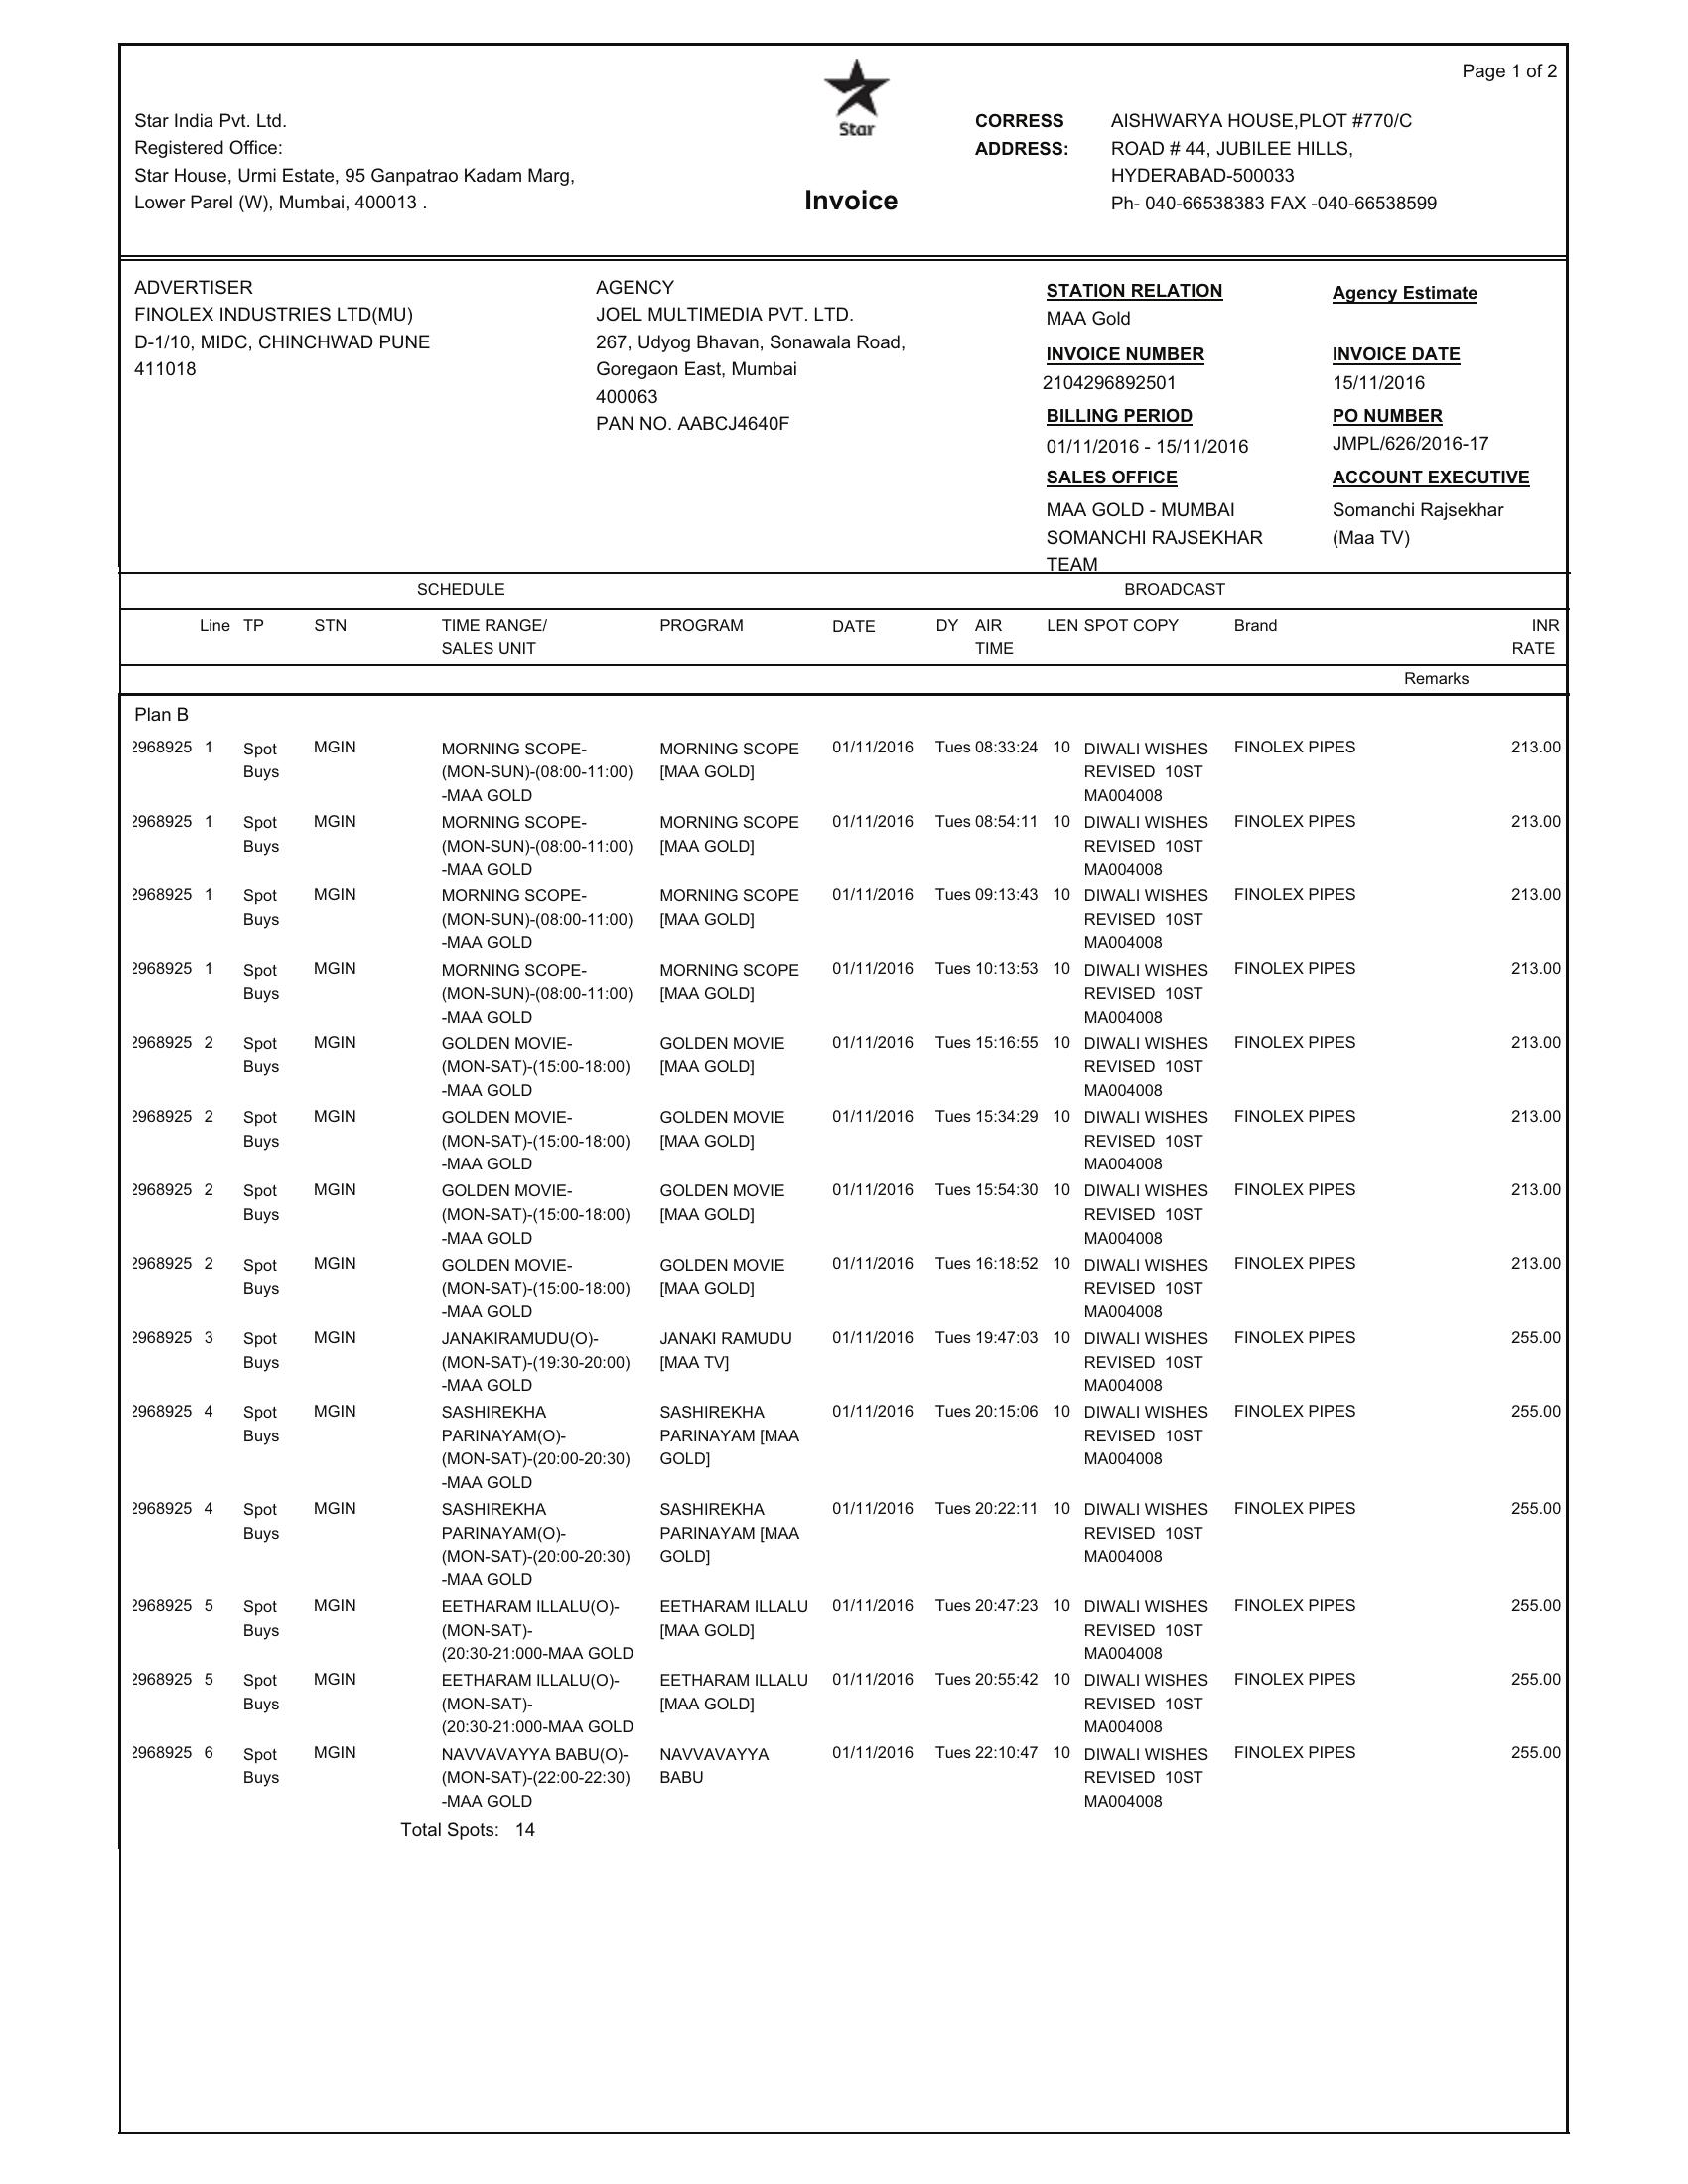 Page 1 of 2
Star India Pvt. Ltd.
Registered Office:
Star House, Urmi Estate, 95 Ganpatrao Kadam Marg,
Lower Parel (W), Mumbai, 400013 .
Star
Invoice
CORRESS ADDRESS:
AISHWARYA HOUSE,PLOT #770/C
ROAD # 44, JUBILEE HILLS,
HYDERABAD-500033
Ph- 040-66538383 FAX -040-66538599
ADVERTISER
FINOLEX INDUSTRIES LTD(MU)
D-1/10, MIDC, CHINCHWAD PUNE
411018
AGENCY
JOEL MULTIMEDIA PVT. LTD.
267, Udyog Bhavan, Sonawala Road,
Goregaon East, Mumbai
400063
PAN NO. AABCJ4640F
STATION RELATION
MAA Gold
Agency Estimate
INVOICE NUMBER
2104296892501
INVOICE DATE
15/11/2016
BILLING PERIOD
01/11/2016 - 15/11/2016
PO NUMBER
JMPL/626/2016-17
SALES OFFICE
MAA GOLD - MUMBAI
SOMANCHI RAJSEKHAR
TEAM
ACCOUNT EXECUTIVE
Somanchi Rajsekhar
(Maa TV)
SCHEDULE BROADCAST
Line TP STN TIME RANGE/ PROGRAM DATE DY AIR LEN SPOT COPY Brand INR
SALES UNIT TIME RATE
Remarks
Plan B
2968925 1 Spot MGIN MORNING SCOPE- MORNING SCOPE 01/11/2016 Tues 08:33:24 10 DIWALI WISHES FINOLEX PIPES 213.00
Buys (MON-SUN)-(08:00-11:00) [MAA GOLD] REVISED 10ST
-MAA GOLD MA004008
2968925 1 Spot MGIN MORNING SCOPE- MORNING SCOPE 01/11/2016 Tues 08:54:11 10 DIWALI WISHES FINOLEX PIPES 213.00
Buys (MON-SUN)-(08:00-11:00) [MAA GOLD] REVISED 10ST
-MAA GOLD MA004008
2968925 1 Spot MGIN MORNING SCOPE- MORNING SCOPE 01/11/2016 Tues 09:13:43 10 DIWALI WISHES FINOLEX PIPES 213.00
Buys (MON-SUN)-(08:00-11:00) [MAA GOLD] REVISED 10ST
-MAA GOLD MA004008
2968925 1 Spot MGIN MORNING SCOPE- MORNING SCOPE 01/11/2016 Tues 10:13:53 10 DIWALI WISHES FINOLEX PIPES 213.00
Buys (MON-SUN)-(08:00-11:00) [MAA GOLD] REVISED 10ST
-MAA GOLD MA004008
2968925 2 Spot MGIN GOLDEN MOVIE- GOLDEN MOVIE 01/11/2016 Tues 15:16:55 10 DIWALI WISHES FINOLEX PIPES 213.00
Buys (MON-SAT)-(15:00-18:00) [MAA GOLD] REVISED 10ST
-MAA GOLD MA004008
2968925 2 Spot MGIN GOLDEN MOVIE- GOLDEN MOVIE 01/11/2016 Tues 15:34:29 10 DIWALI WISHES FINOLEX PIPES 213.00
Buys (MON-SAT)-(15:00-18:00) [MAA GOLD] REVISED 10ST
-MAA GOLD MA004008
2968925 2 Spot MGIN GOLDEN MOVIE- GOLDEN MOVIE 01/11/2016 Tues 15:54:30 10 DIWALI WISHES FINOLEX PIPES 213.00
Buys (MON-SAT)-(15:00-18:00) [MAA GOLD] REVISED 10ST
-MAA GOLD MA004008
2968925 2 Spot MGIN GOLDEN MOVIE- GOLDEN MOVIE 01/11/2016 Tues 16:18:52 10 DIWALI WISHES FINOLEX PIPES 213.00
Buys (MON-SAT)-(15:00-18:00) [MAA GOLD] REVISED 10ST
-MAA GOLD MA004008
2968925 3 Spot MGIN JANAKIRAMUDU(O)- JANAKI RAMUDU 01/11/2016 Tues 19:47:03 10 DIWALI WISHES FINOLEX PIPES 255.00
Buys (MON-SAT)-(19:30-20:00) [MAA TV] REVISED 10ST
-MAA GOLD MA004008
2968925 4 Spot MGIN SASHIREKHA SASHIREKHA 01/11/2016 Tues 20:15:06 10 DIWALI WISHES FINOLEX PIPES 255.00
Buys PARINAYAM(O)- PARINAYAM [MAA REVISED 10ST
(MON-SAT)-(20:00-20:30) GOLD] MA004008
-MAA GOLD
2968925 4 Spot MGIN SASHIREKHA SASHIREKHA 01/11/2016 Tues 20:22:11 10 DIWALI WISHES FINOLEX PIPES 255.00
Buys PARINAYAM(O)- PARINAYAM [MAA REVISED 10ST
(MON-SAT)-(20:00-20:30) GOLD] MA004008
-MAA GOLD
2968925 5 Spot MGIN EETHARAM ILLALU(O)- EETHARAM ILLALU 01/11/2016 Tues 20:47:23 10 DIWALI WISHES FINOLEX PIPES 255.00
Buys (MON-SAT)- [MAA GOLD] REVISED 10ST
(20:30-21:000-MAA GOLD MA004008
2968925 5 Spot MGIN EETHARAM ILLALU(O)- EETHARAM ILLALU 01/11/2016 Tues 20:55:42 10 DIWALI WISHES FINOLEX PIPES 255.00
Buys (MON-SAT)- [MAA GOLD] REVISED 10ST
(20:30-21:000-MAA GOLD MA004008
2968925 6 Spot MGIN NAVVAVAYYA BABU(O)- NAVVAVAYYA 01/11/2016 Tues 22:10:47 10 DIWALI WISHES FINOLEX PIPES 255.00
Buys (MON-SAT)-(22:00-22:30) BABU REVISED 10ST
-MAA GOLD MA004008
Total Spots: 14